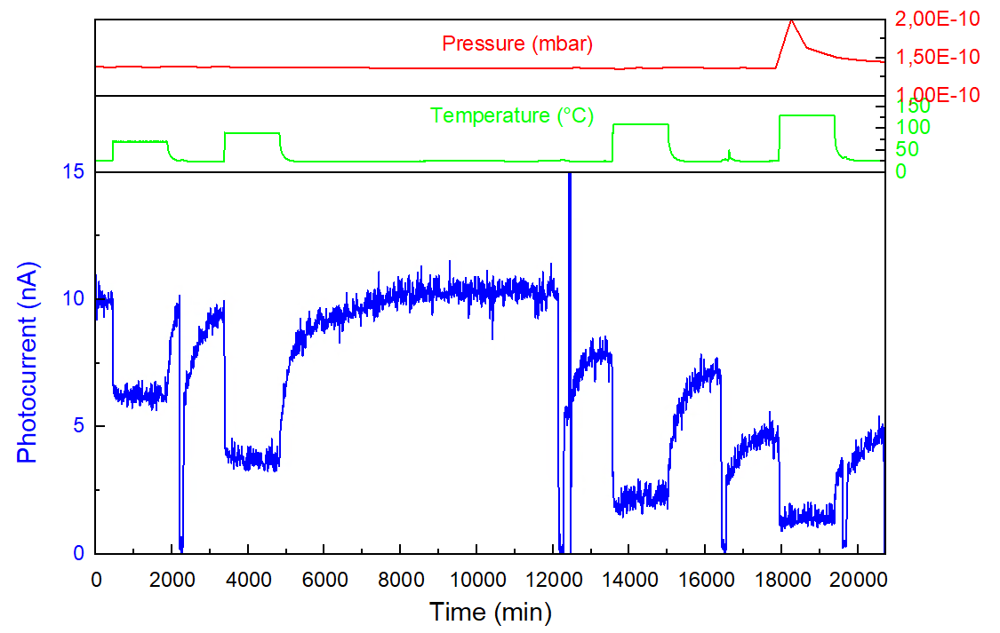 2,00E-10
Pressure (mbar)
1,50E-10
1,00E-10
150
Temperature (°C)
100
50
0
15
10
5
0
Photocurrent (nA)
0 2000 4000 6000 8000 10000 12000 14000 16000 18000 20000
Time (min)